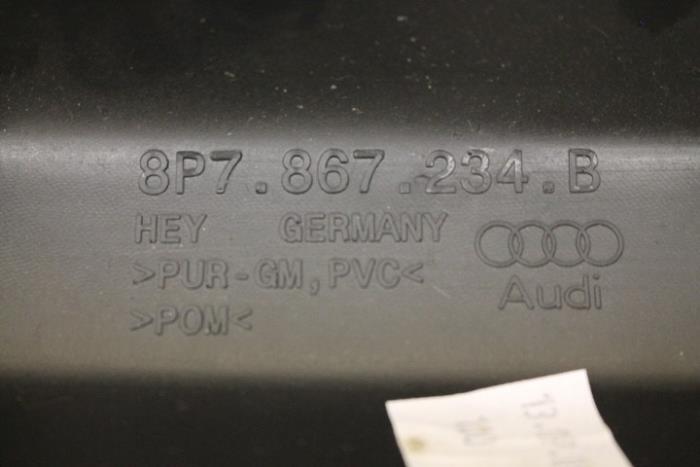 8P7.867.234.B
HEY GERMANY
>PUR-GM,PVC<
>POM<
Audi